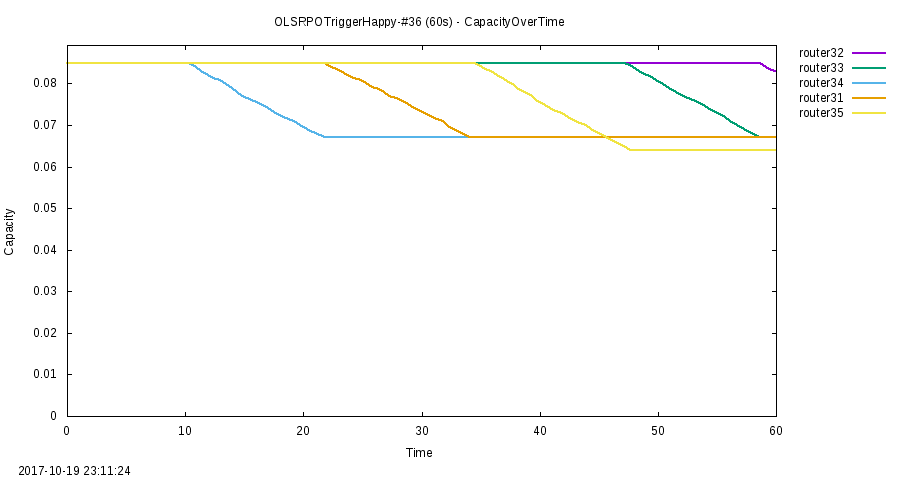 OLSRPOTriggerHappy-#36 (60s) - CapacityOverTime
router32
router33
router34
router31
router35
0.08
0.07
0.06
0.05
0.04
0.03
0.02
0.01
0
Capacity
0 10 20 30 40 50 60
Time
2017-10-19 23:11:24